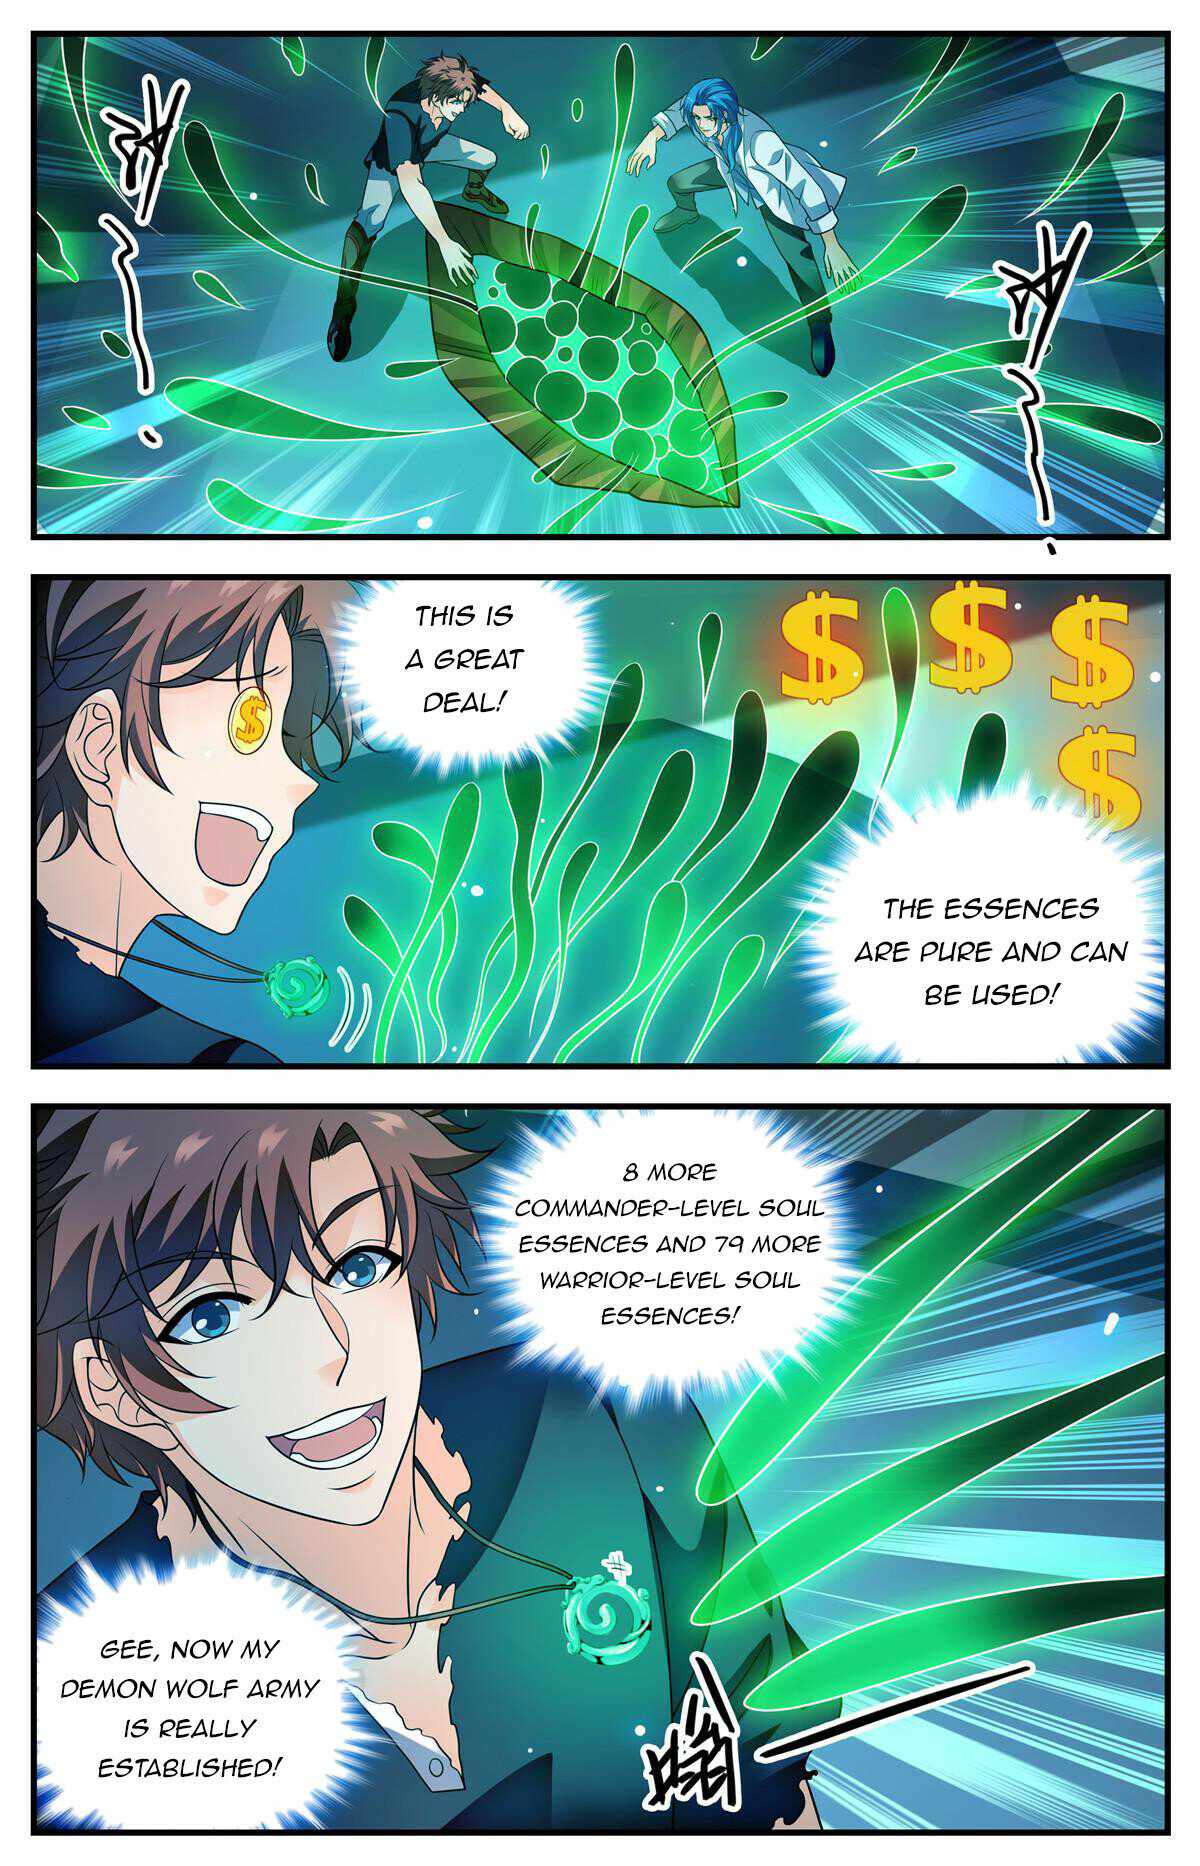 $
$
$
$
$
THIS IS
A GREAT
DEAL!
THE ESSENCES
ARE PURE AND CAN
BE USED!
8 MORE
COMMANDER-LEVEL SOUL
ESSENCES AND 79 MORE
WARRIOR-LEVEL SOUL
ESSENCES!
GEE, NOW MY
DEMON WOLF ARMY
IS REALLY
ESTABLISHED!